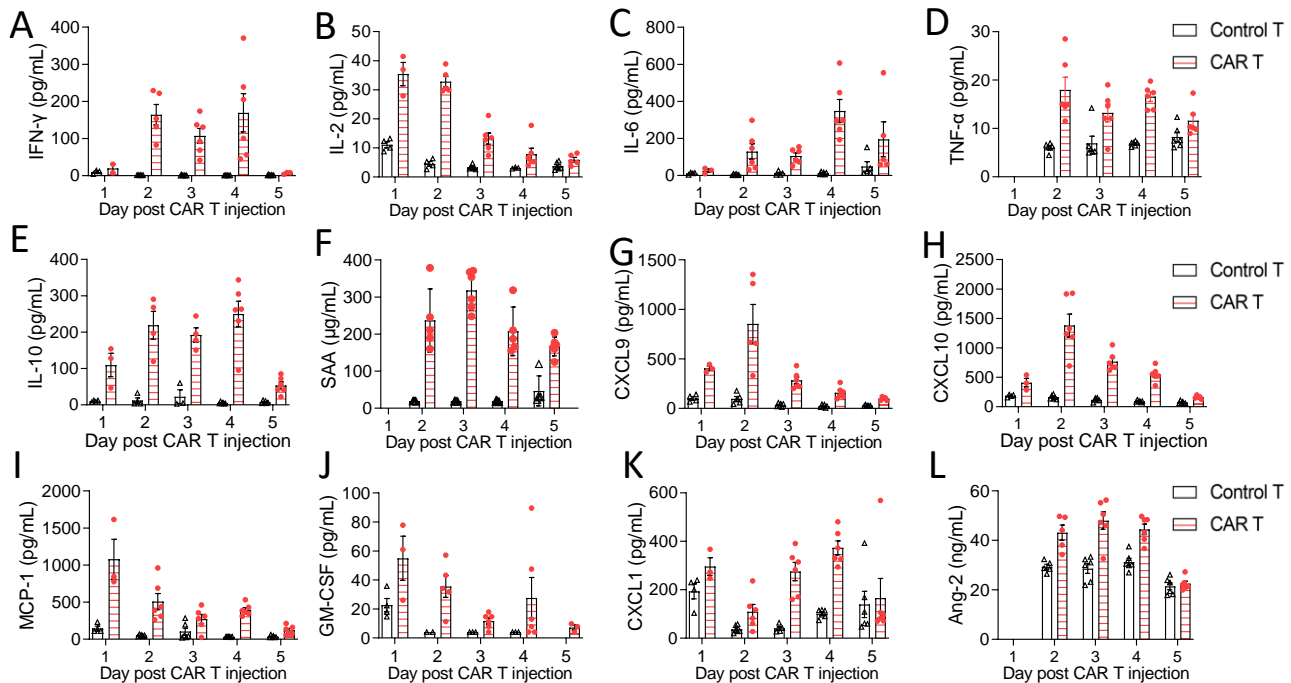 A
IFN-γ (pg/mL)
400
300
200
100
0
1 2 3 4 5
Day post CAR T injection
B
IL-2 (pg/mL)
50
40
30
20
10
0
1 2 3 4 5
Day post CAR T injection
C
IL-6 (pg/mL)
800
600
400
200
0
1 2 3 4 5
Day post CAR T injection
D
TNF-α (pg/mL)
30
20
10
0
1 2 3 4 5
Day post CAR T injection
Control T
CAR T
E
IL-10 (pg/mL)
400
300
200
100
0
1 2 3 4 5
Day post CAR T injection
F
SAA (µg/mL)
400
300
200
100
0
1 2 3 4 5
Day post CAR T injection
G
CXCL9 (pg/mL)
1500
1000
500
0
1 2 3 4 5
Day post CAR T injection
H
CXCL10 (pg/mL)
2500
2000
1500
1000
500
0
1 2 3 4 5
Day post CAR T injection
Control T
CAR T
I
MCP-1 (pg/mL)
2000
1500
1000
500
0
1 2 3 4 5
Day post CAR T injection
J
GM-CSF (pg/mL)
100
80
60
40
20
0
1 2 3 4 5
Day post CAR T injection
K
CXCL1 (pg/mL)
600
400
200
0
1 2 3 4 5
Day post CAR T injection
L
Ang-2 (ng/mL)
60
40
20
0
1 2 3 4 5
Day post CAR T injection
Control T
CAR T